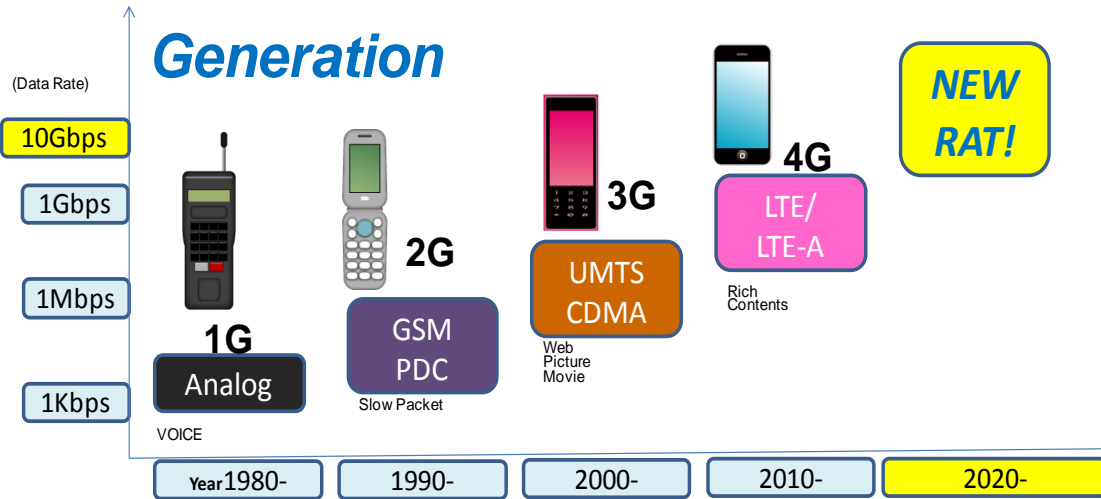 Generation
(Data Rate)
10Gbps
1Gbps
1Mbps
1Kbps
1G
Analog
VOICE
2G
GSM
PDC
Slow Packet
3G
UMTS
CDMA
Web
Picture
Movie
4G
LTE/
LTE-A
Rich
Contents
NEW
RAT!
Year1980-
1990-
2000-
2010-
2020-